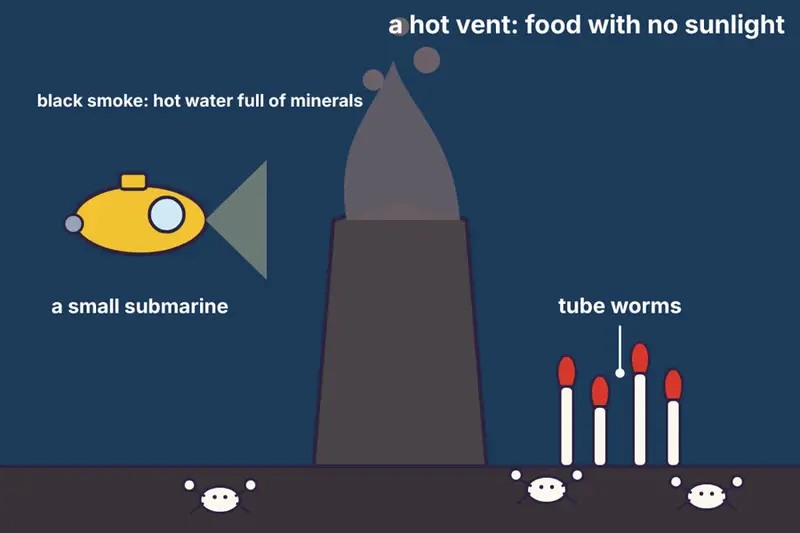 a hot vent: food with no sunlight
black smoke: hot water full of minerals
a small submarine
tube worms